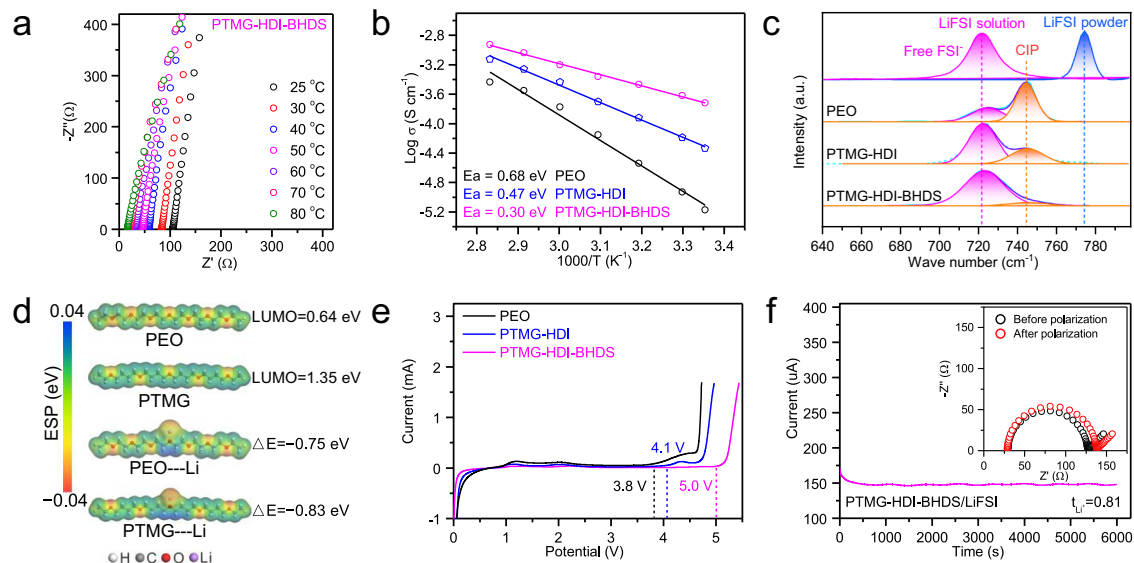 a
PTMG-HDI-BHDS
-Z''(Ω)
400
300
200
100
0
0
100
200
300
400
Z' (Ω)
25 °C
30 °C
40 °C
50 °C
60 °C
70 °C
80 °C
b
Log σ (S cm⁻¹)
-2.8
-3.2
-3.6
-4.0
-4.4
-4.8
-5.2
Ea = 0.68 eV PEO
Ea = 0.47 eV PTMG-HDI
Ea = 0.30 eV PTMG-HDI-BHDS
2.8
2.9
3.0
3.1
3.2
3.3
3.4
1000/T (K⁻¹)
c
LiFSI solution
LiFSI powder
Free FSI⁻
CIP
PEO
PTMG-HDI
PTMG-HDI-BHDS
Intensity (a.u.)
640
660
680
700
720
740
760
780
Wave number (cm⁻¹)
d
0.04
ESP (eV)
−0.04
LUMO=0.64 eV
PEO
LUMO=1.35 eV
PTMG
△E=−0.75 eV
PEO---Li
△E=−0.83 eV
PTMG---Li
H C O Li
e
Current (mA)
3
2
1
0
-1
PEO
PTMG-HDI
PTMG-HDI-BHDS
4.1 V
3.8 V
5.0 V
0
1
2
3
4
5
Potential (V)
f
Current (uA)
400
375
350
325
300
275
250
225
200
175
150
125
100
Before polarization
After polarization
-Z'' (Ω)
150
100
50
0
0
50
100
150
Z' (Ω)
PTMG-HDI-BHDS/LiFSI
t_Li⁺=0.81
0
1000
2000
3000
4000
5000
6000
Time (s)